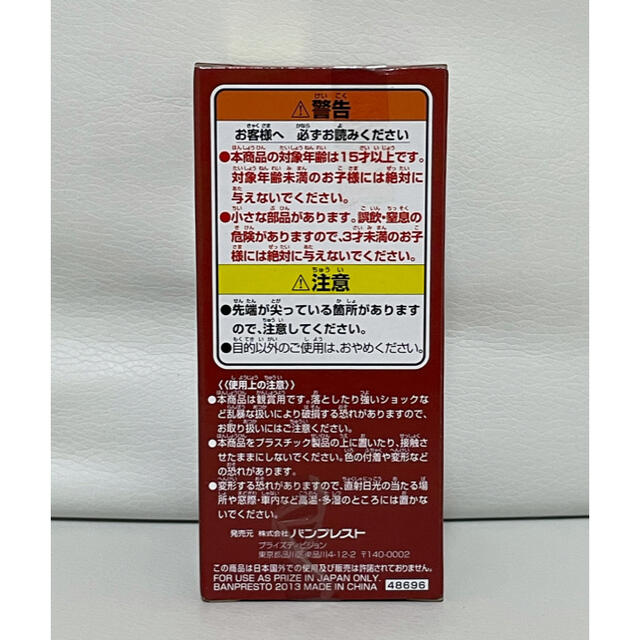 ⚠警告
お客様へ 必ずお読みください
●本商品の対象年齢は15才以上です。
対象年齢未満のお子様には絶対に
与えないでください。
●小さな部品があります。誤飲・窒息の
危険がありますので、3才未満のお子
様には絶対に与えないでください。
⚠注意
●先端が尖っている箇所があります
ので、注意してください。
●目的以外のご使用は、おやめください。
《使用上の注意》
●本商品は観賞用です。落としたり強いショックな
ど乱暴な扱いにより破損する恐れがありますので、
お取り扱いにはご注意ください。
●本商品をプラスチック製品の上に置いたり、接触さ
せたままにしないでください。色の付着や変形など
の恐れがあります。
●変形する恐れがありますので、直射日光の当たる場
所や窓際・車内など高温・多湿のところには置かな
いでください。
発売元 株式会社 バンプレスト
プライズディビジョン
東京都品川区東品川4-12-2 〒140-0002
この商品は日本国外での使用及び販売は許諾されておりません。
FOR USE AS PRIZE IN JAPAN ONLY.
BANPRESTO 2013 MADE IN CHINA
48696